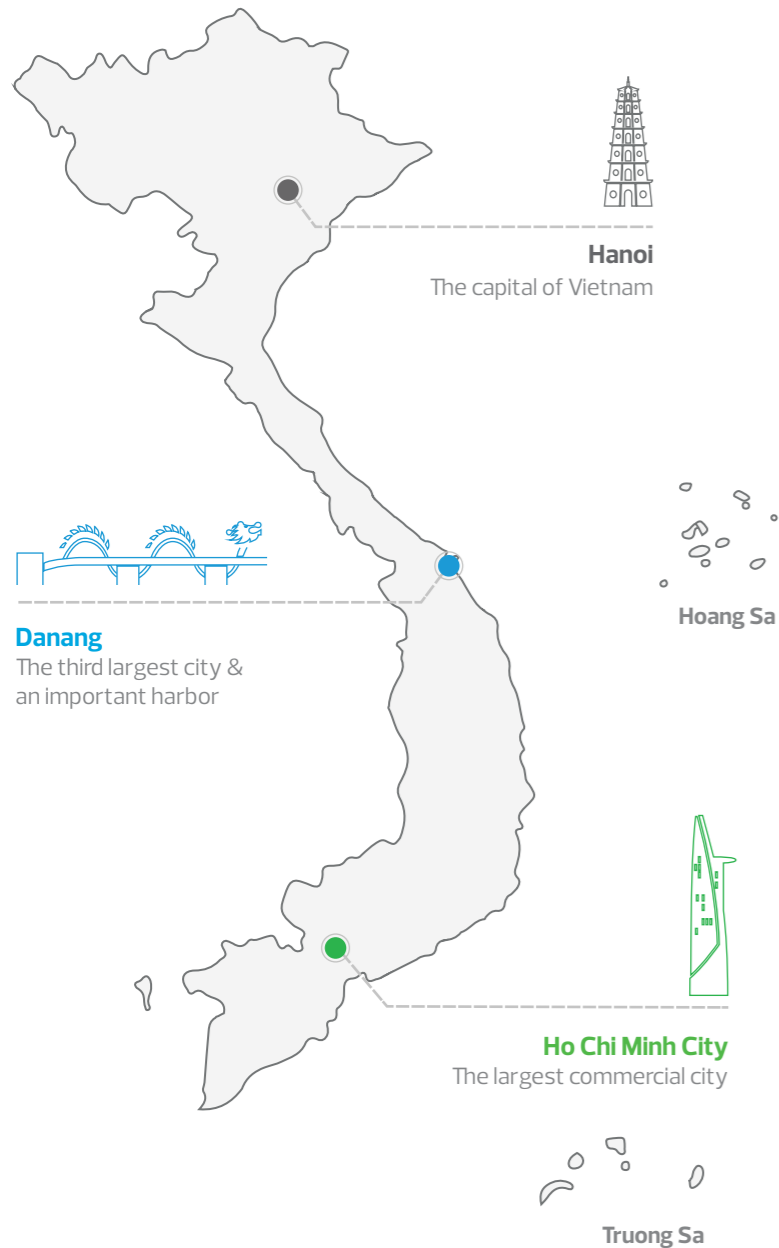 Hanoi
The capital of Vietnam
Hoang Sa
Danang
The third largest city &
an important harbor
Ho Chi Minh City
The largest commercial city
Truong Sa